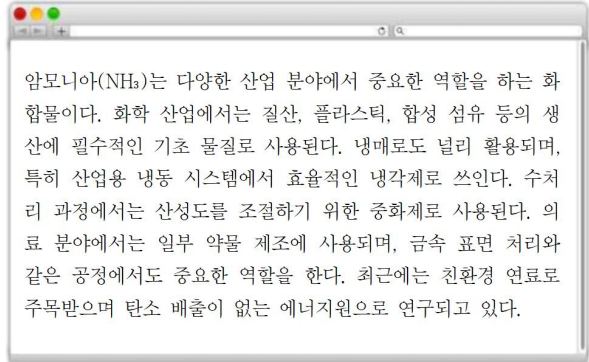 암모니아(NH₃)는 다양한 산업 분야에서 중요한 역할을 하는 화
합물이다. 화학 산업에서는 질산, 플라스틱, 합성 섬유 등의 생
산에 필수적인 기초 물질로 사용된다. 냉매로도 널리 활용되며,
특히 산업용 냉동 시스템에서 효율적인 냉각제로 쓰인다. 수처
리 과정에서는 산성도를 조절하기 위한 중화제로 사용된다. 의
료 분야에서는 일부 약물 제조에 사용되며, 금속 표면 처리와
같은 공정에서도 중요한 역할을 한다. 최근에는 친환경 연료로
주목받으며 탄소 배출이 없는 에너지원으로 연구되고 있다.